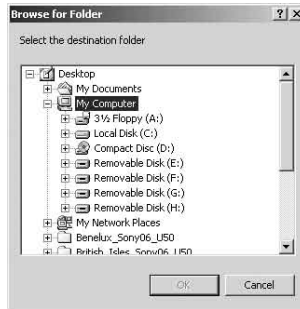 Browse for Folder
Select the destination folder
Desktop
My Documents
My Computer
3½ Floppy (A:)
Local Disk (C:)
Compact Disc (D:)
Removable Disk (E:)
Removable Disk (F:)
Removable Disk (G:)
Removable Disk (H:)
My Network Places
Benelux_Sony06_U50
British_Isles_Sony06_U50
OK
Cancel